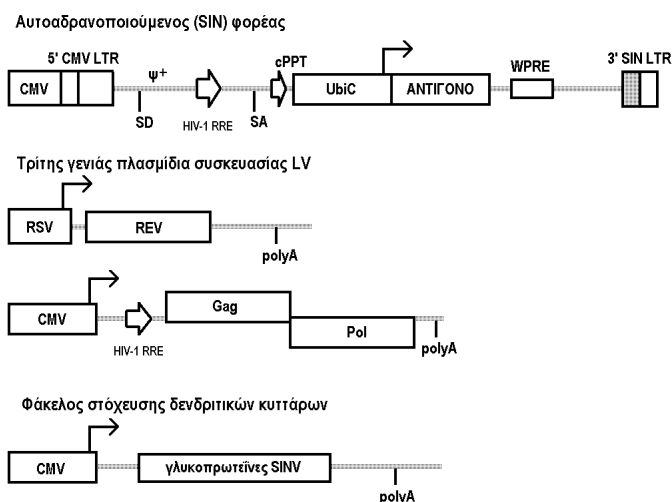 Αυτοαδρανοποιούμενος (SIN) φορέας
5' CMV LTR
ψ+
cPPT
WPRE
3' SIN LTR
CMV
UbiC
ΑΝΤΙΓΟΝΟ
SD
HIV-1 RRE
SA
Τρίτης γενιάς πλασμίδια συσκευασίας LV
RSV
REV
polyA
CMV
Gag
Pol
HIV-1 RRE
polyA
Φάκελος στόχευσης δενδριτικών κυττάρων
CMV
γλυκοπρωτεΐνες SINV
polyA